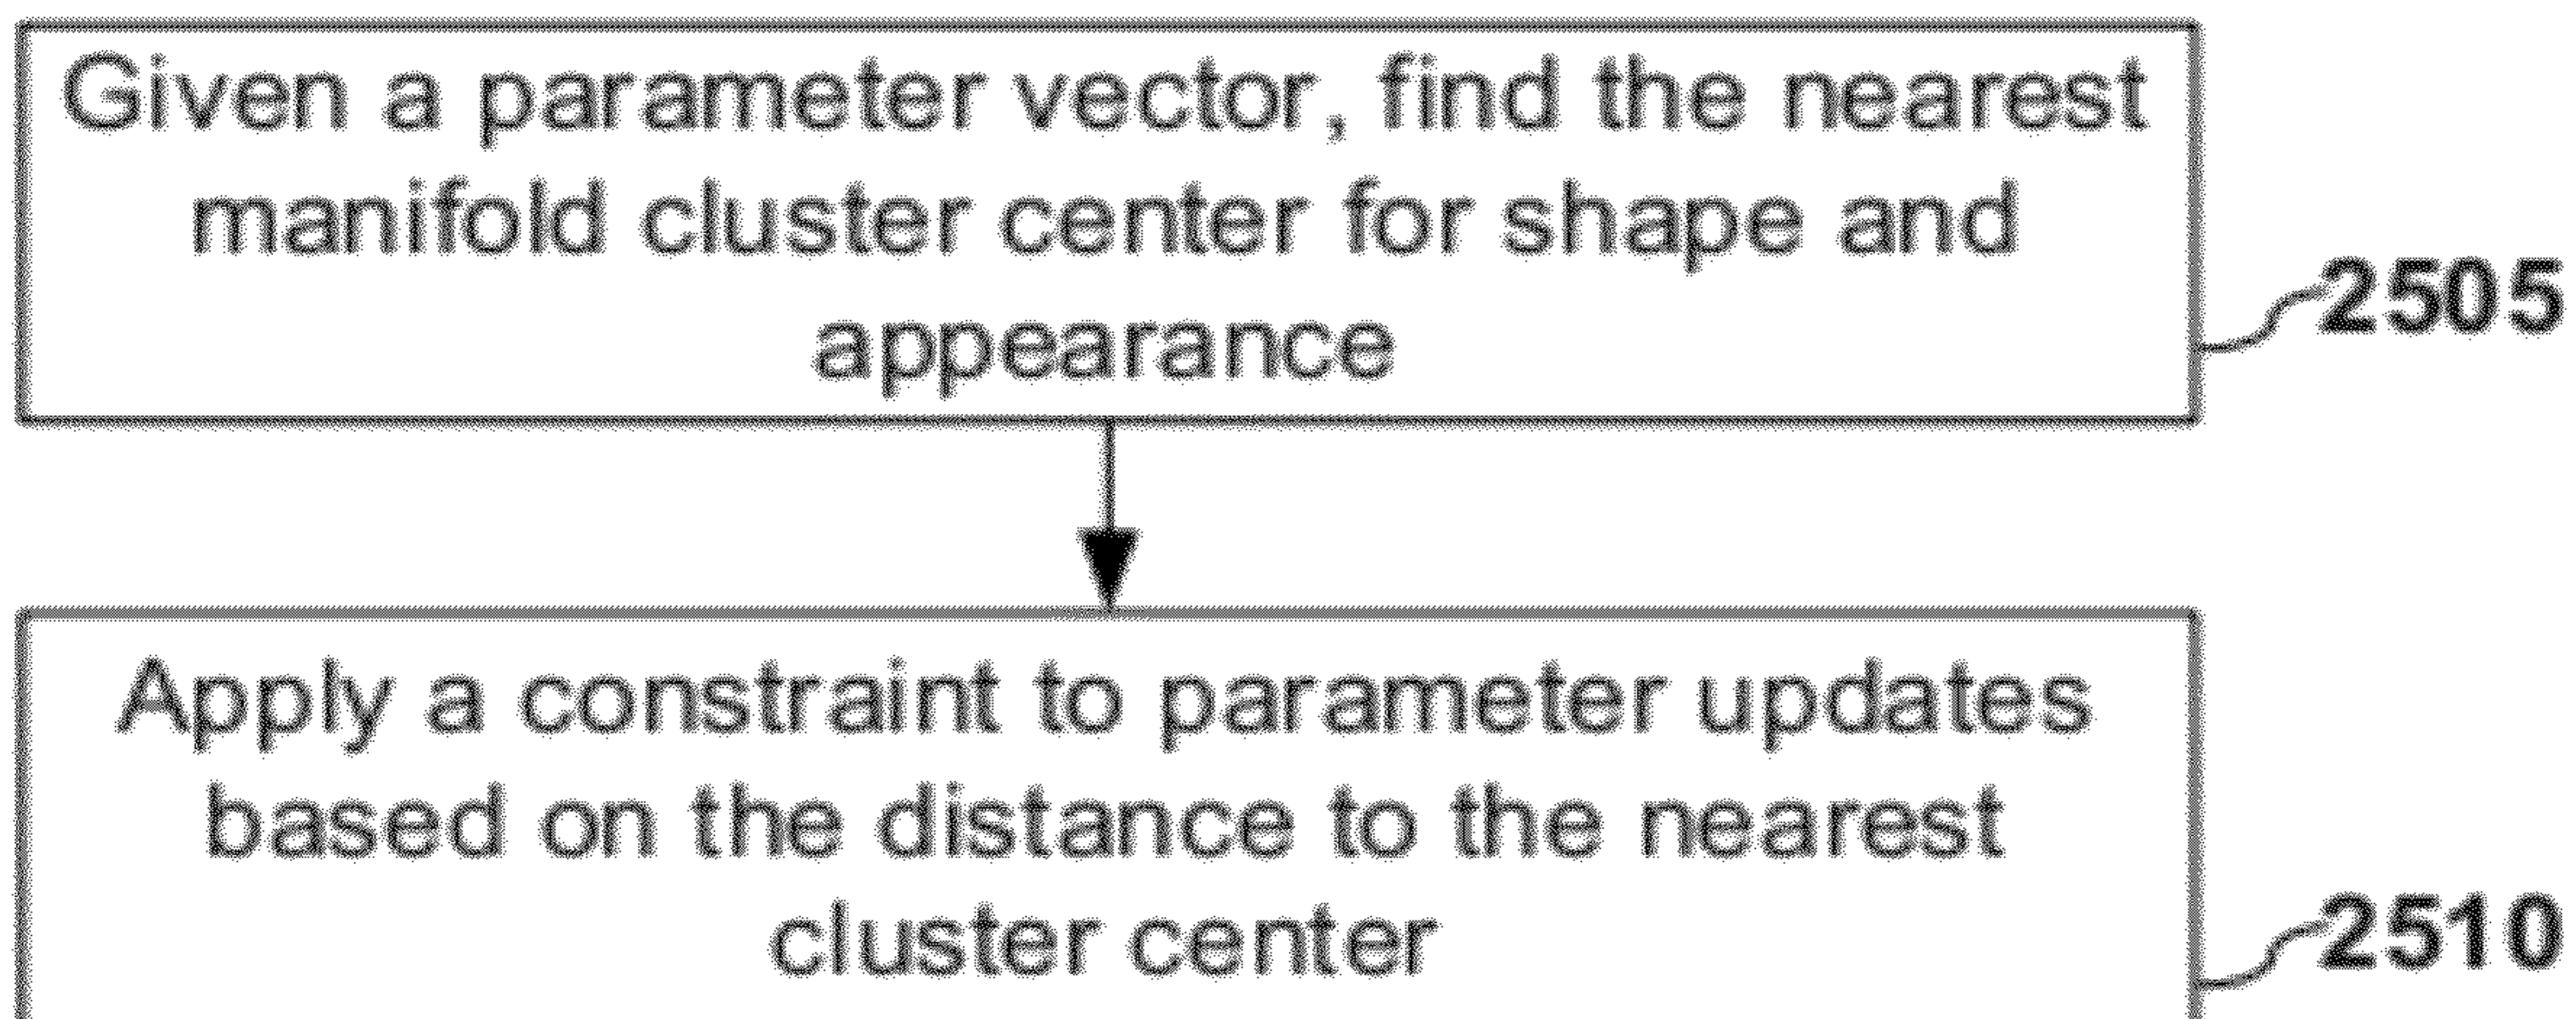 Given a parameter vector, find the nearest
manifold cluster center for shape and
appearance
2505
Apply a constraint to parameter updates
based on the distance to the nearest
cluster center
2510